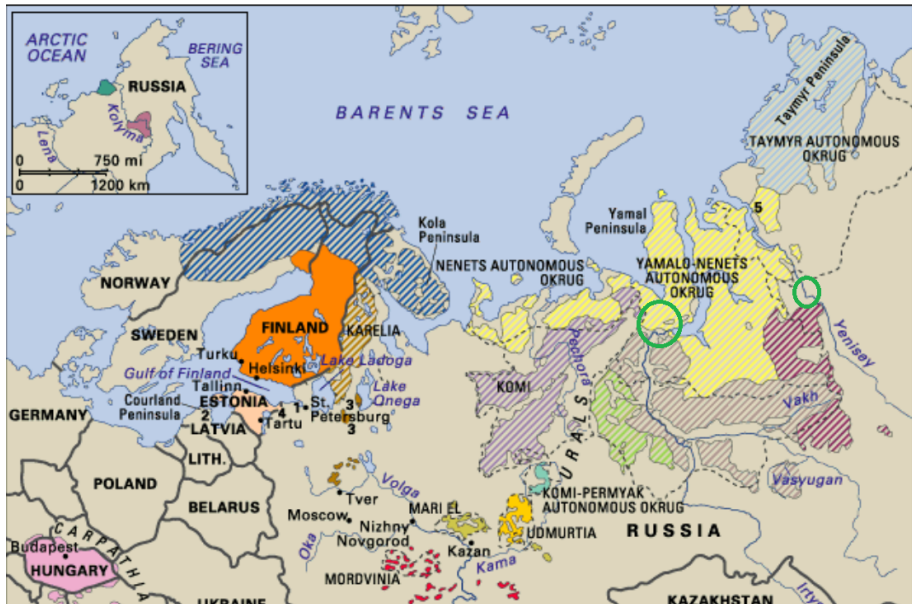 ARCTIC
OCEAN
BERING
SEA
RUSSIA
Kolyma
Lena
0 750 mi
0 1200 km
BARENTS SEA
Taymyr Peninsula
TAYMYR AUTONOMOUS
OKRUG
5
Yamal
Peninsula
Kola
Peninsula
NENETS AUTONOMOUS
OKRUG
YAMALO-NENETS
AUTONOMOUS
OKRUG
NORWAY
SWEDEN
FINLAND
KARELIA
Yenisey
Pechora
Turku
Helsinki
Lake Ladoga
Gulf of Finland
Tallinn
Lake
Onega
KOMI
GERMANY
Courland
Peninsula
2
ESTONIA
4
1
St.
Petersburg
3
3
Tartu
LATVIA
LITH.
Vakh
URALS
Vasyugan
POLAND
BELARUS
Volga
Tver
Moscow
Nizhny
Novgorod
MARI EL
KOMI-PERMYAK
AUTONOMOUS OKRUG
UDMURTIA
RUSSIA
Oka
Kazan
Kama
CARPATHIA
Budapest
HUNGARY
MORDVINIA
UKRAINE
KAZAKHSTAN
Irty